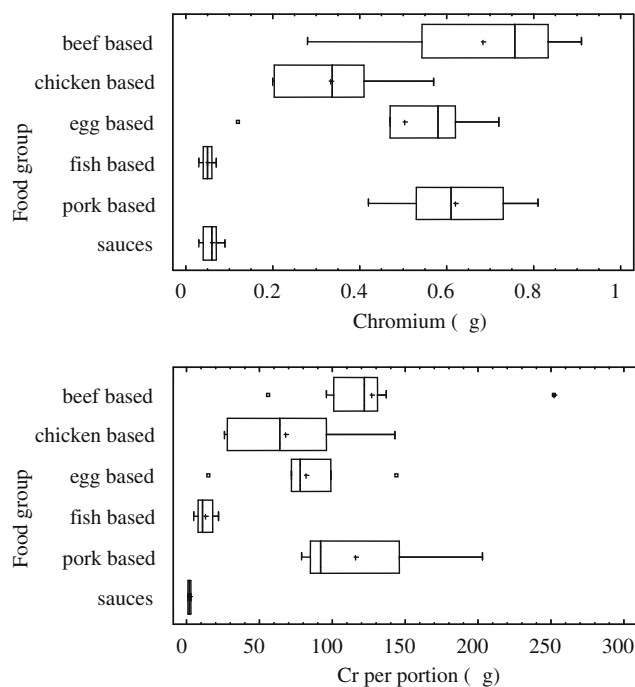 Food group
beef based
chicken based
egg based
fish based
pork based
sauces
0 0.2 0.4 0.6 0.8 1
Chromium ( g)
Food group
beef based
chicken based
egg based
fish based
pork based
sauces
0 50 100 150 200 250 300
Cr per portion ( g)